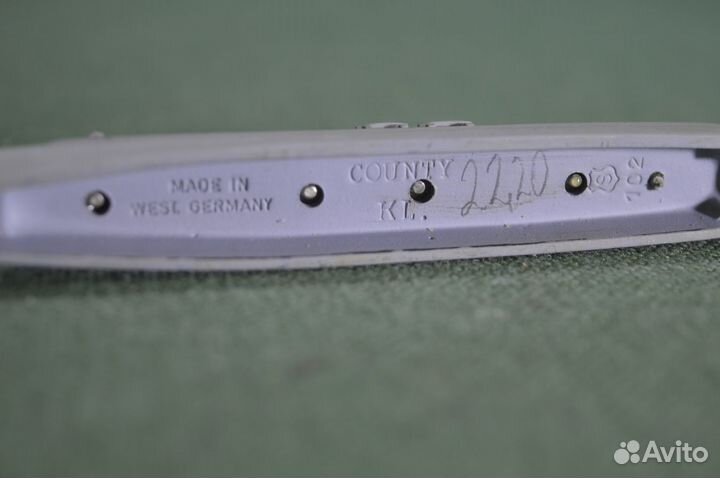 MADE IN
WEST GERMANY
COUNTY
KL.
2220
S
102
Avito